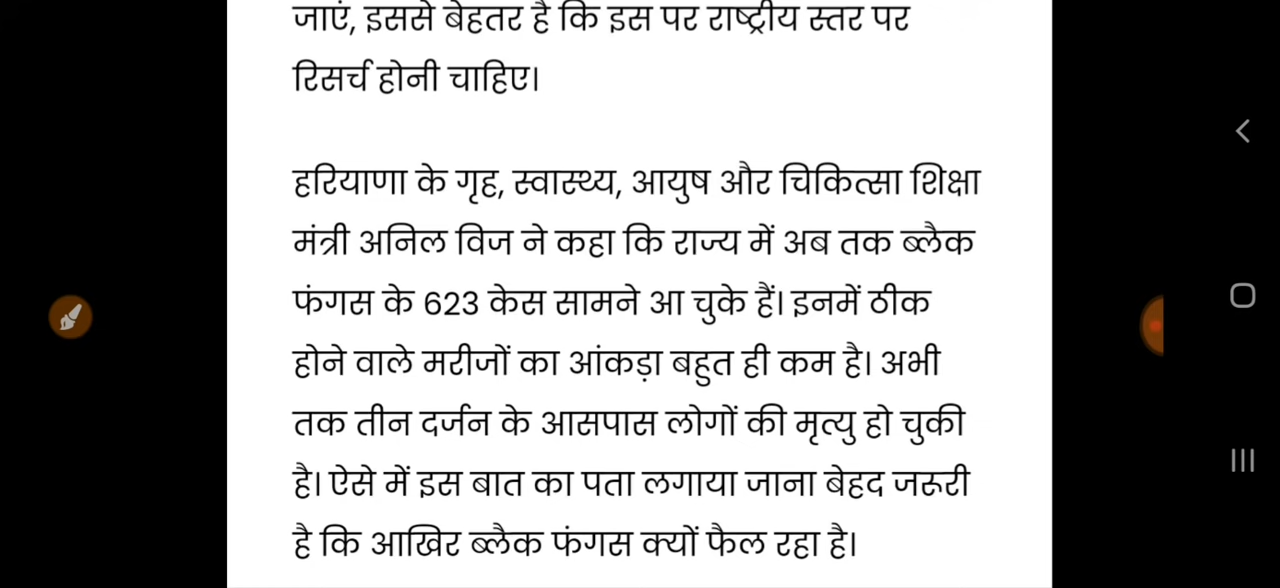 जाएं, इससे बेहतर है कि इस पर राष्ट्रीय स्तर पर
रिसर्च होनी चाहिए।
हरियाणा के गृह, स्वास्थ्य, आयुष और चिकित्सा शिक्षा
मंत्री अनिल विज ने कहा कि राज्य में अब तक ब्लैक
फंगस के 623 केस सामने आ चुके हैं। इनमें ठीक
होने वाले मरीजों का आंकड़ा बहुत ही कम है। अभी
तक तीन दर्जन के आसपास लोगों की मृत्यु हो चुकी
है। ऐसे में इस बात का पता लगाया जाना बेहद जरूरी
है कि आखिर ब्लैक फंगस क्यों फैल रहा है।